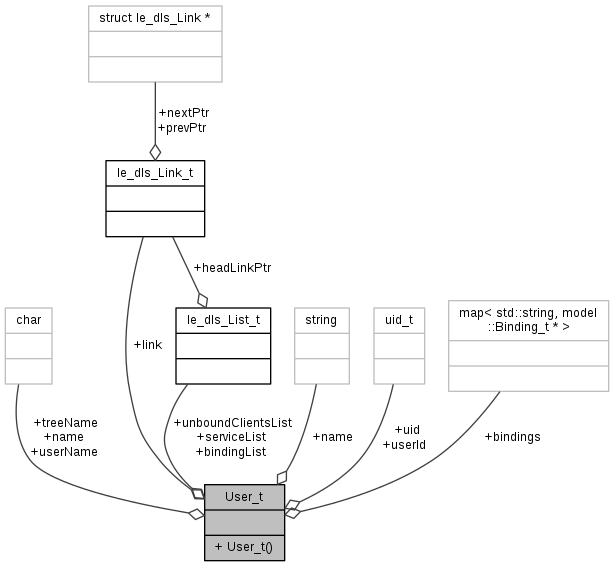 struct le_dls_Link *
+nextPtr
+prevPtr
le_dls_Link_t
+headLinkPtr
char
+link
le_dls_List_t
string
uid_t
map< std::string, model
::Binding_t * >
+treeName
+name
+userName
+unboundClientsList
+serviceList
+bindingList
+name
+uid
+userId
+bindings
User_t
+ User_t()